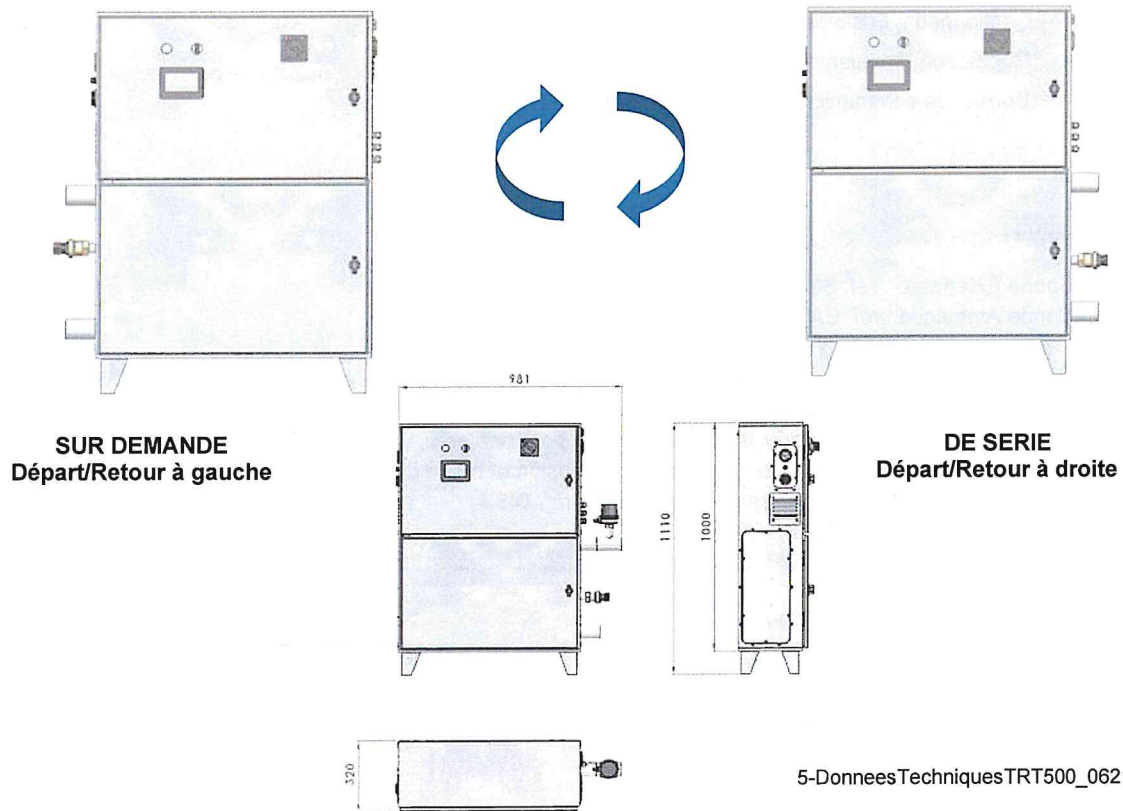 981
SUR DEMANDE
Départ/Retour à gauche
DE SERIE
Départ/Retour à droite
1110
1000
320
5-DonneesTechniquesTRT500_062